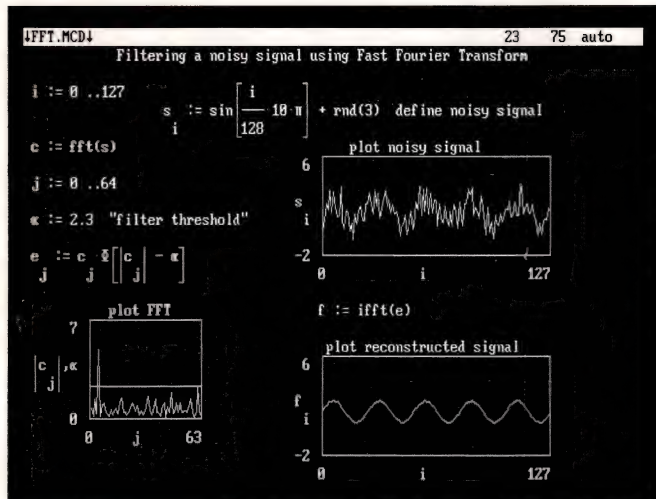 ↓FFT.MCD↓ 23 75 auto
Filtering a noisy signal using Fast Fourier Transform
i := 0 ..127
s i := sin[i/128 10 π] + rnd(3) define noisy signal
c := fft(s)
j := 0 ..64
α := 2.3 "filter threshold"
e j := c j Φ[|c j| - α]
plot noisy signal
6
s i
-2
0 i 127
plot FFT
7
|c j|,α
0
0 j 63
f := ifft(e)
plot reconstructed signal
6
f i
-2
0 i 127